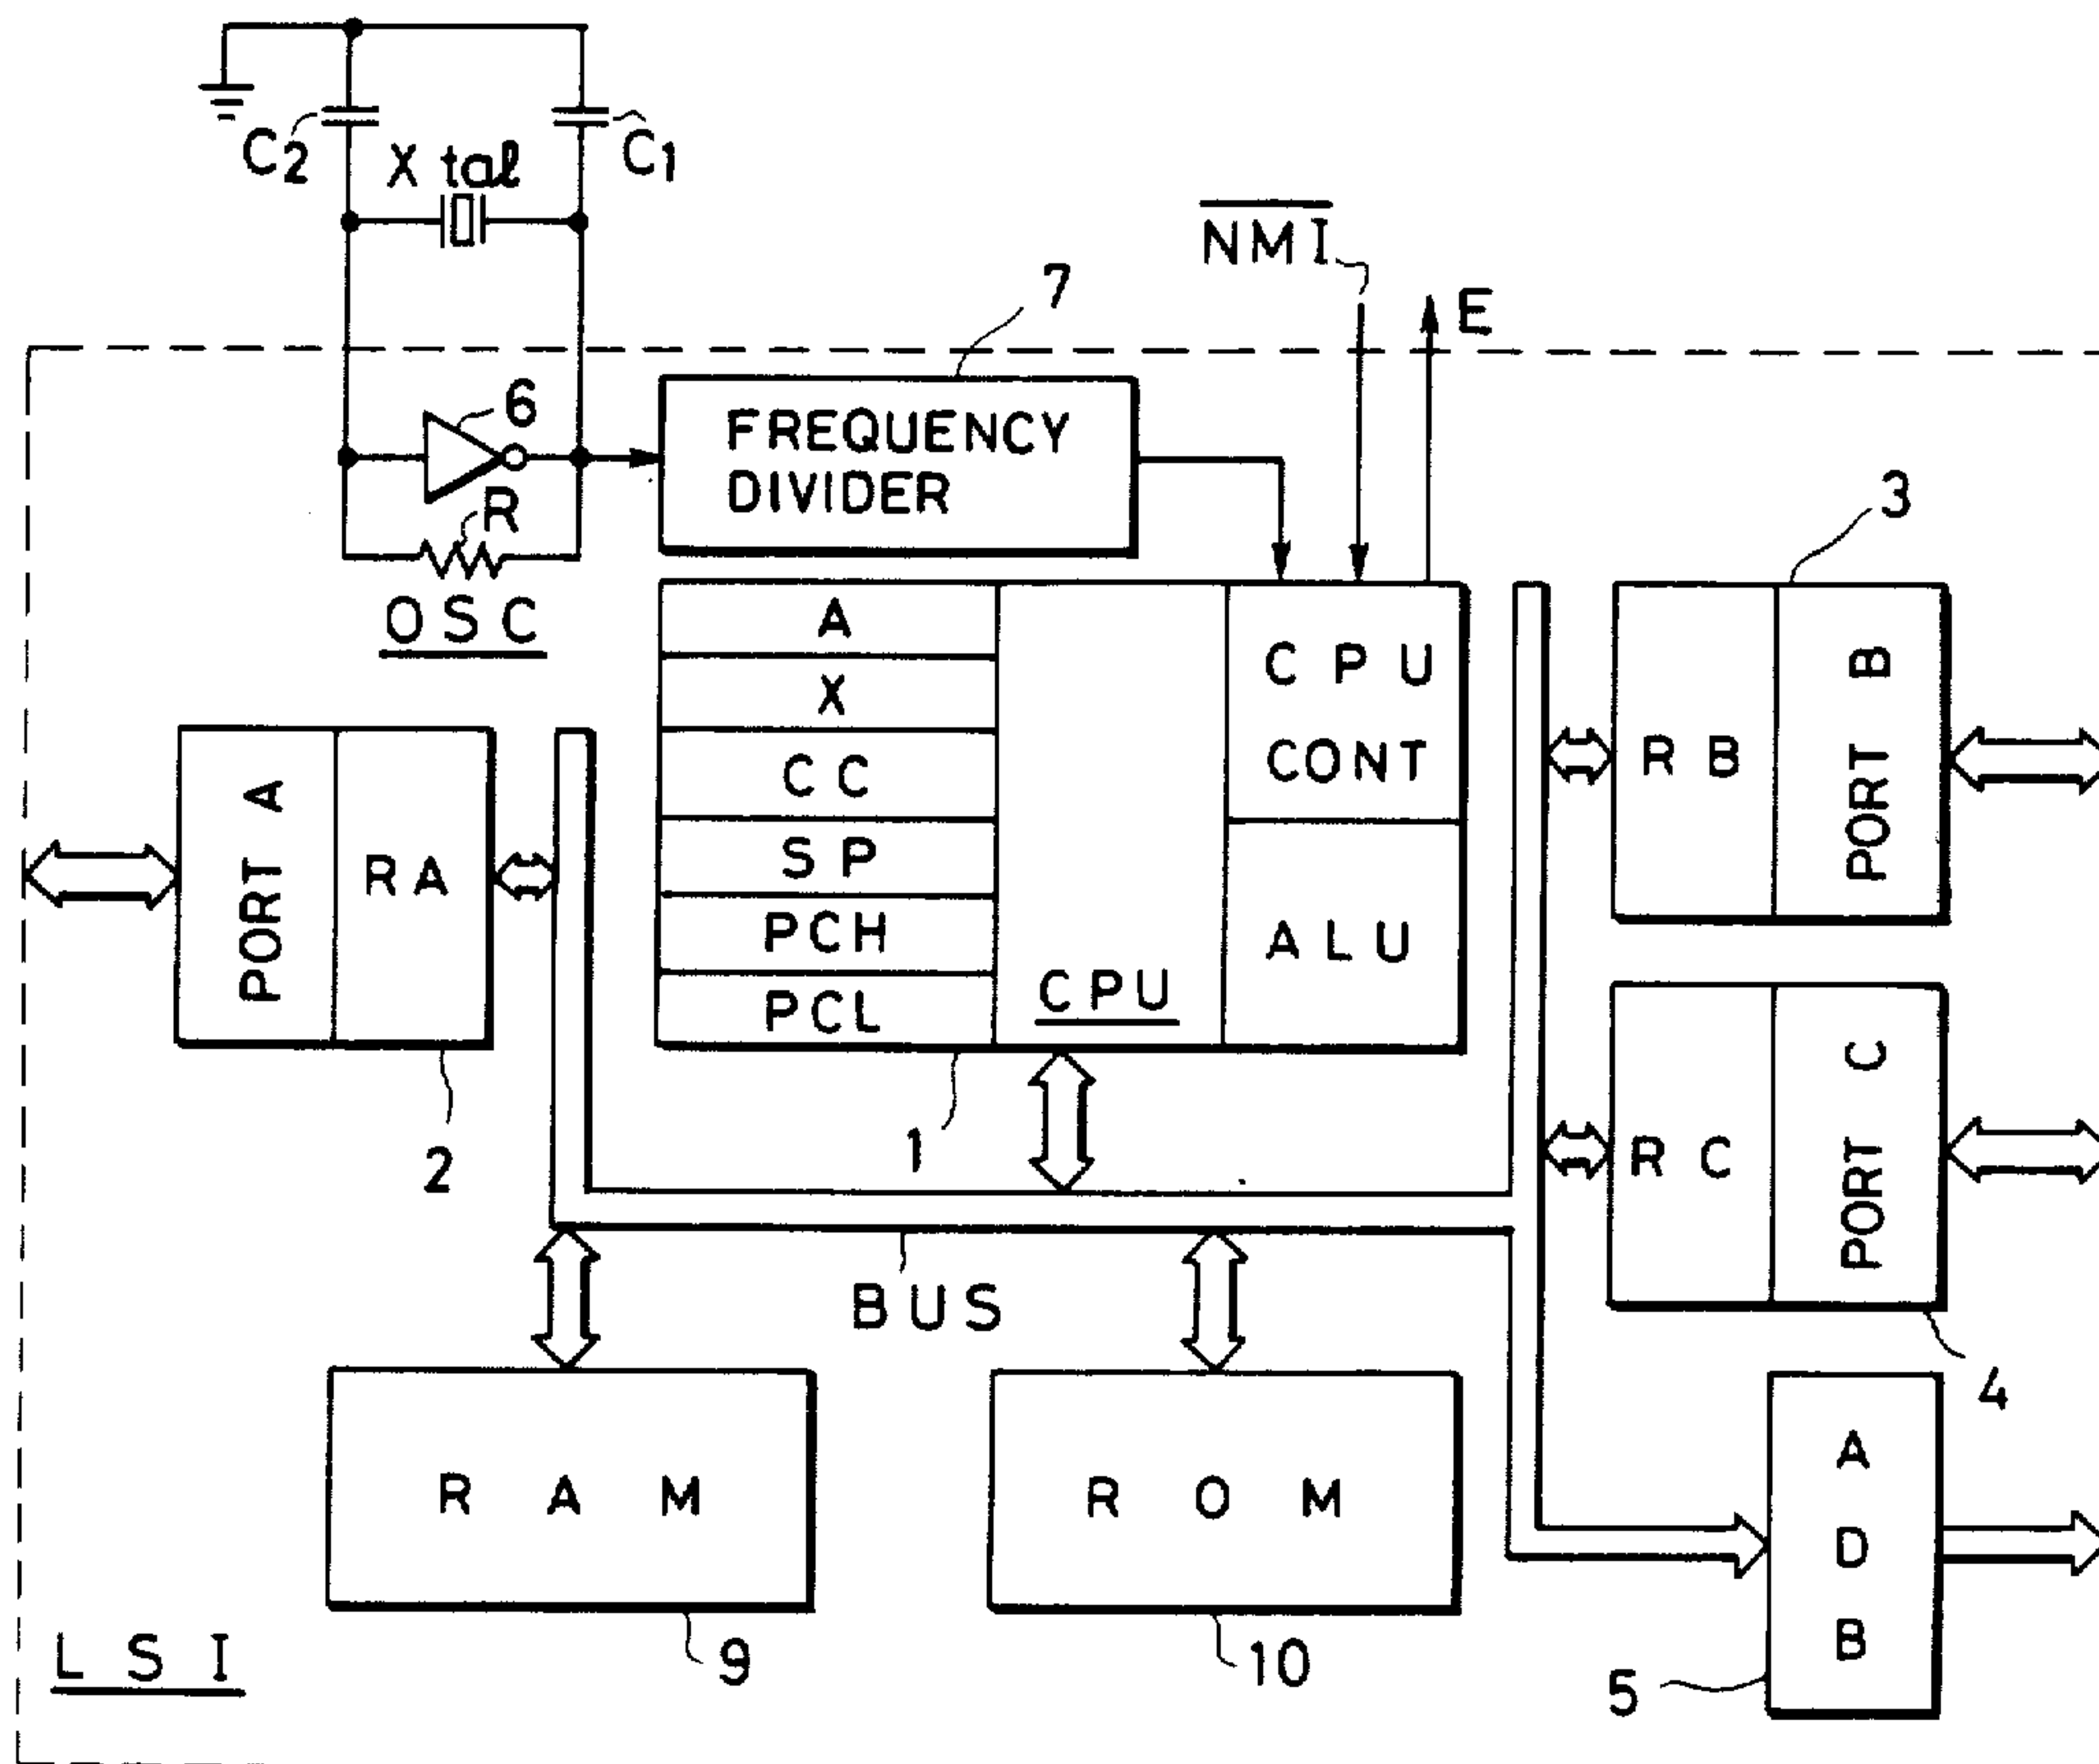 C2
X tal
C1
NMI
7
E
6
FREQUENCY
DIVIDER
R
OSC
3
A
X
CC
SP
PCH
PCL
CPU
CPU
CONT
ALU
PORT A
RA
RB
PORT B
2
1
RC
PORT C
BUS
4
RAM
ROM
ADB
LSI
9
10
5